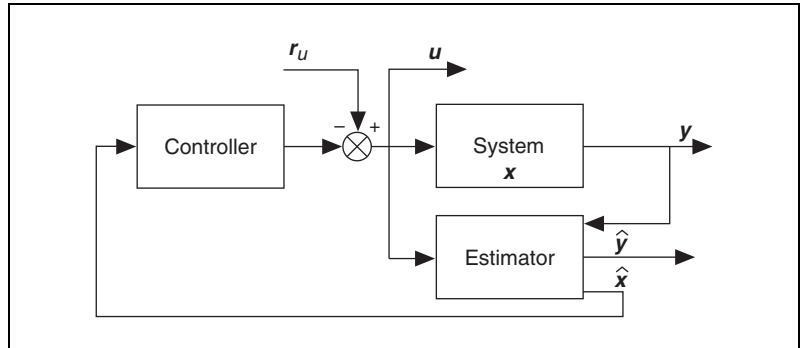 r_u
u
− +
Controller
System
x
y
Estimator
ŷ
x̂